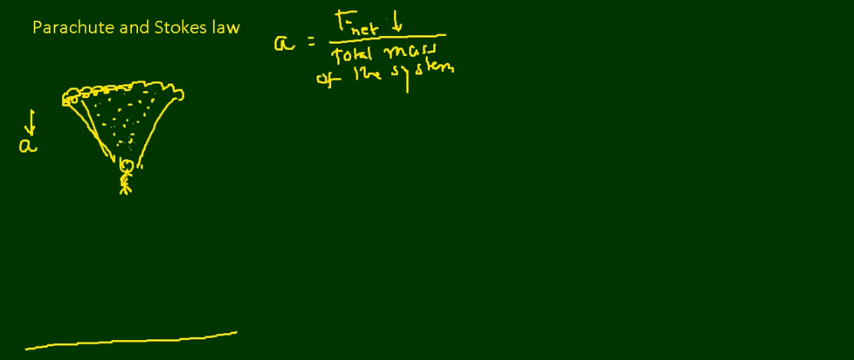 Parachute and Stokes law
a = Fnet ↓
Total mass
of the system
a